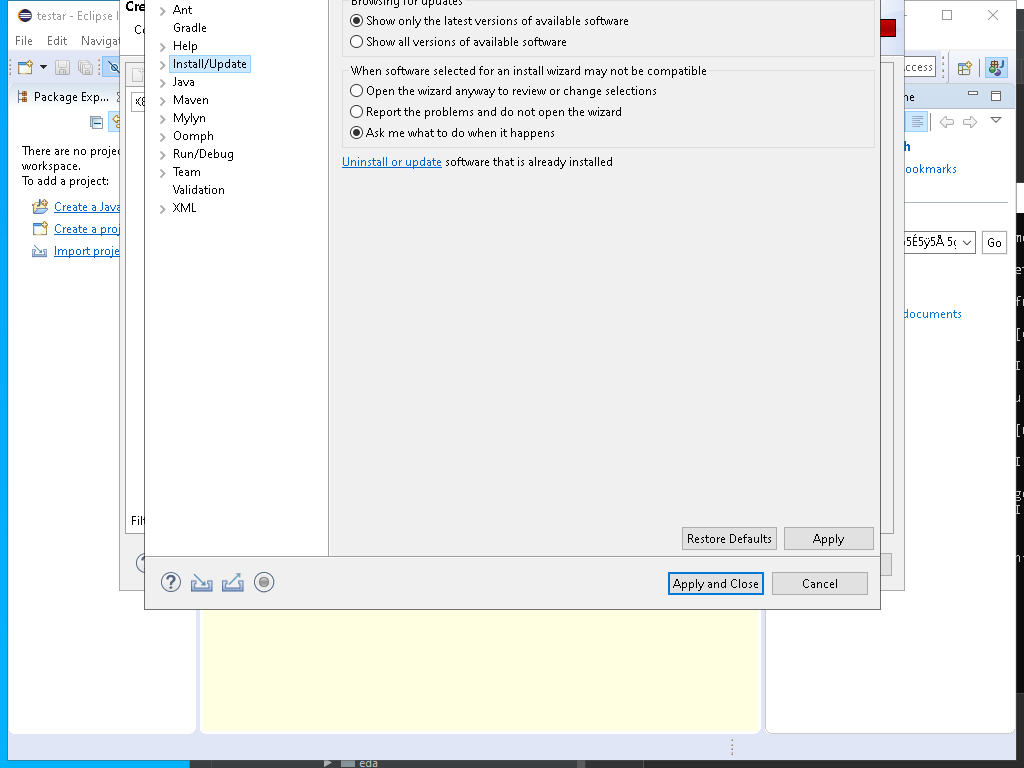 testar - Eclipse I
File Edit Navigat
Package Exp...
There are no projec
workspace.
To add a project:
Create a Java
Create a proj
Import proje
Cre
Filt
Ant
Gradle
Help
Install/Update
Java
Maven
Mylyn
Oomph
Run/Debug
Team
Validation
XML
Browsing for updates
Show only the latest versions of available software
Show all versions of available software
When software selected for an install wizard may not be compatible
Open the wizard anyway to review or change selections
Report the problems and do not open the wizard
Ask me what to do when it happens
Uninstall or update software that is already installed
Restore Defaults
Apply
Apply and Close
Cancel
ccess
ne
h
ookmarks
Go
documents
eda